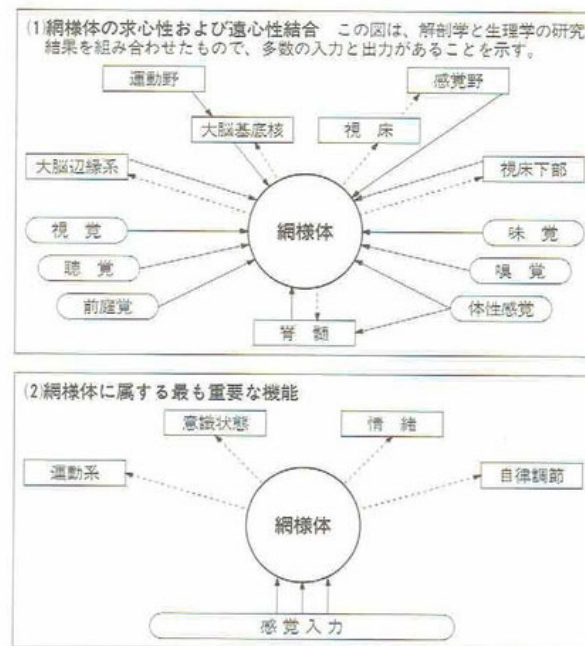 (1)網様体の求心性および遠心性結合 この図は、解剖学と生理学の研究
結果を組み合わせたもので、多数の入力と出力があることを示す。
運動野 感覚野
大脳基底核 視床
大脳辺縁系 視床下部
網様体
視覚 味覚
聴覚 嗅覚
前庭覚 体性感覚
脊髄
(2)網様体に属する最も重要な機能
意識状態 情緒
運動系 自律調節
網様体
感覚入力